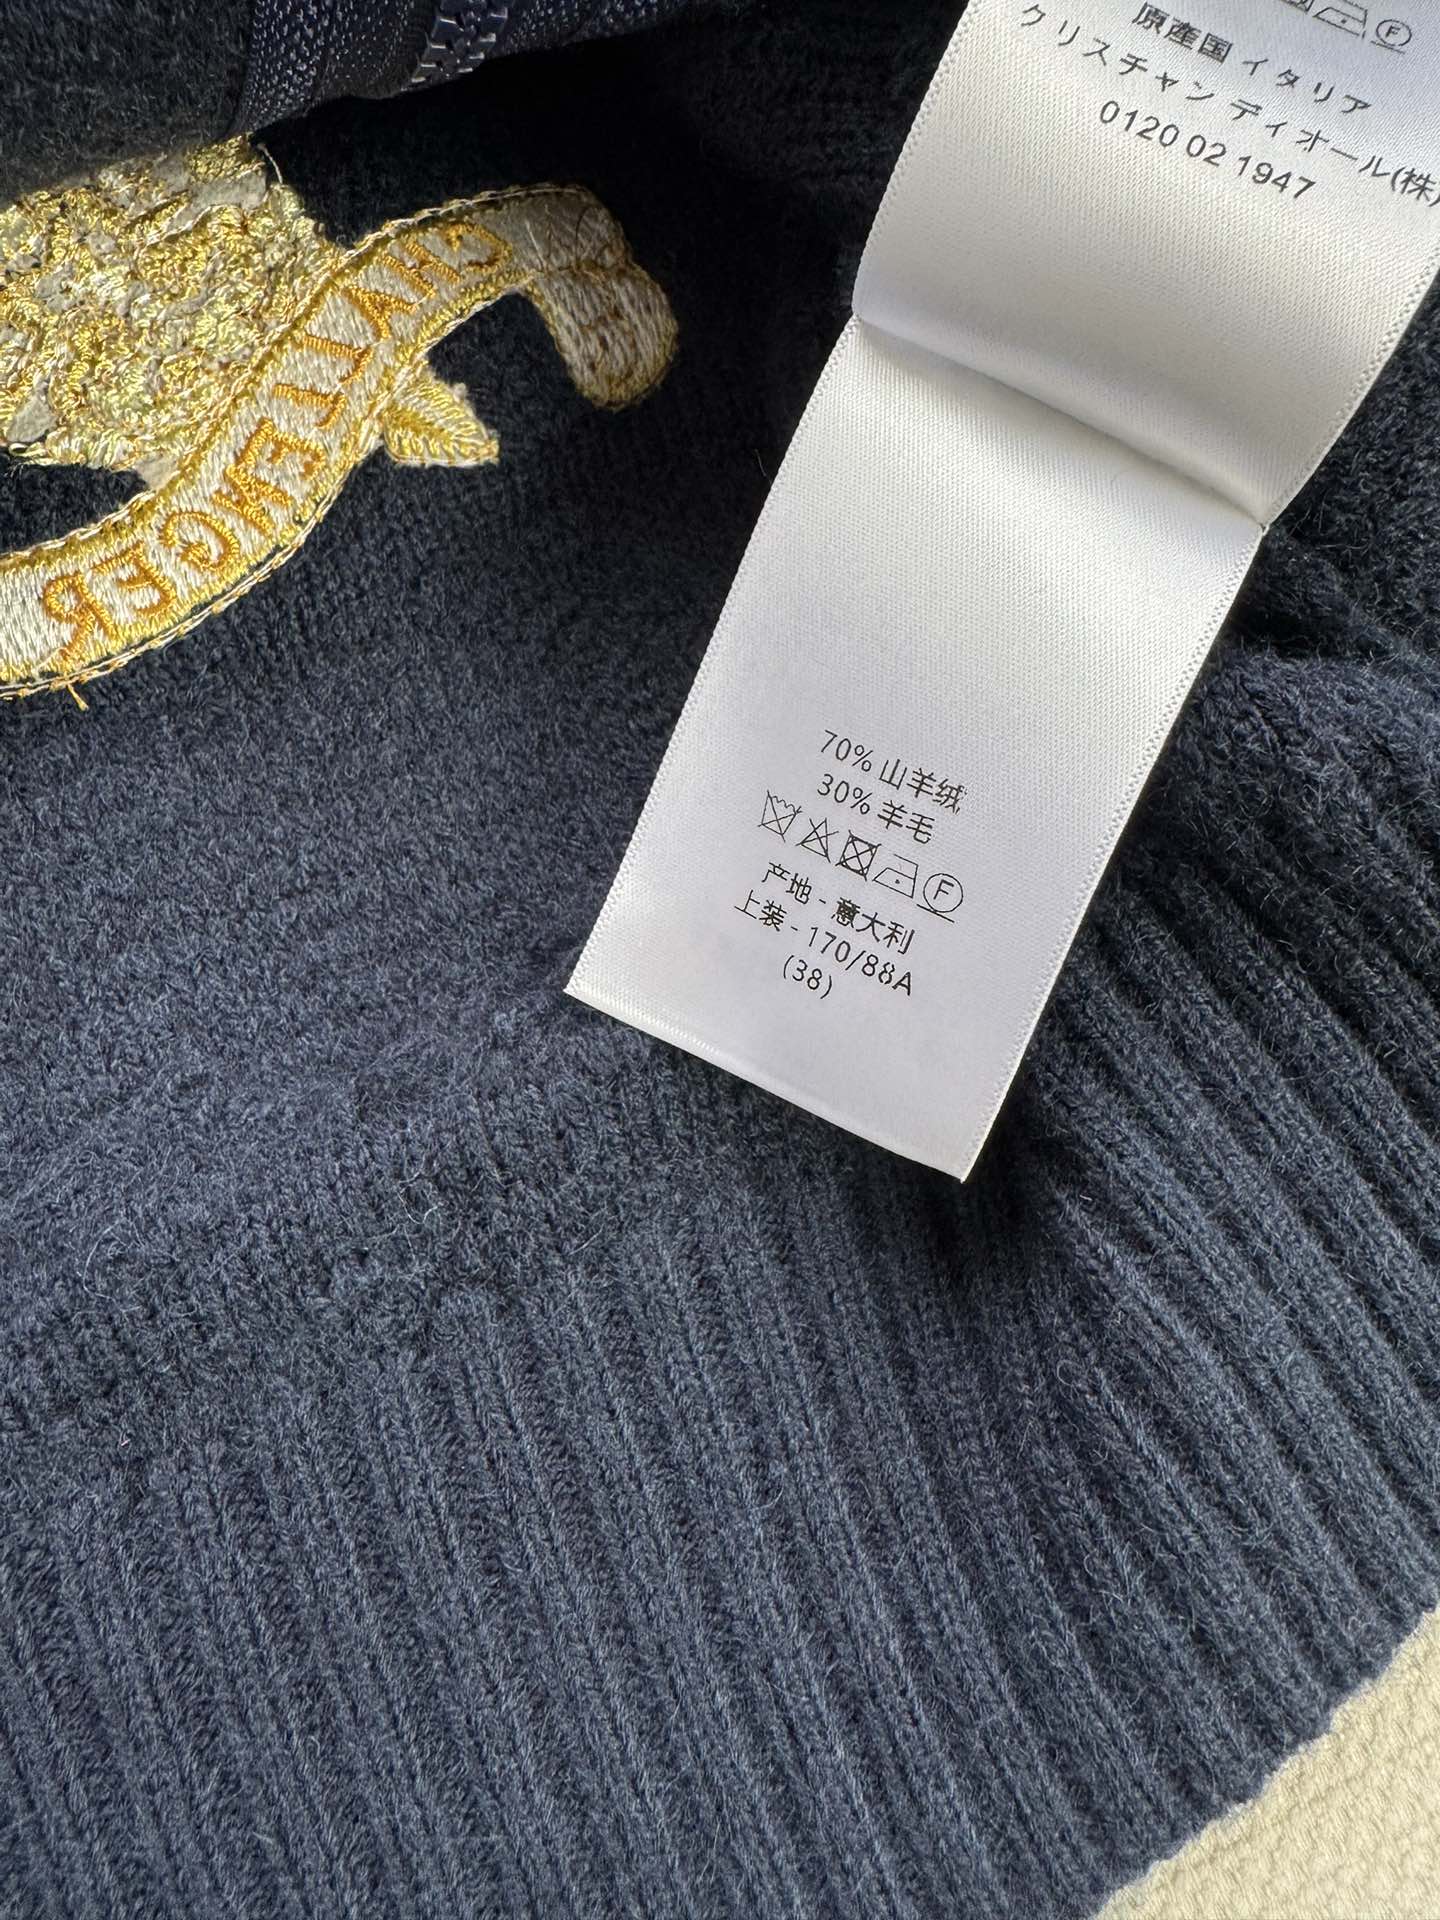 原産国 イタリア
クリスチャン ディオール(株)
0120 02 1947
70% 山羊绒
30% 羊毛
F
产地 - 意大利
上装 - 170/88A
(38)